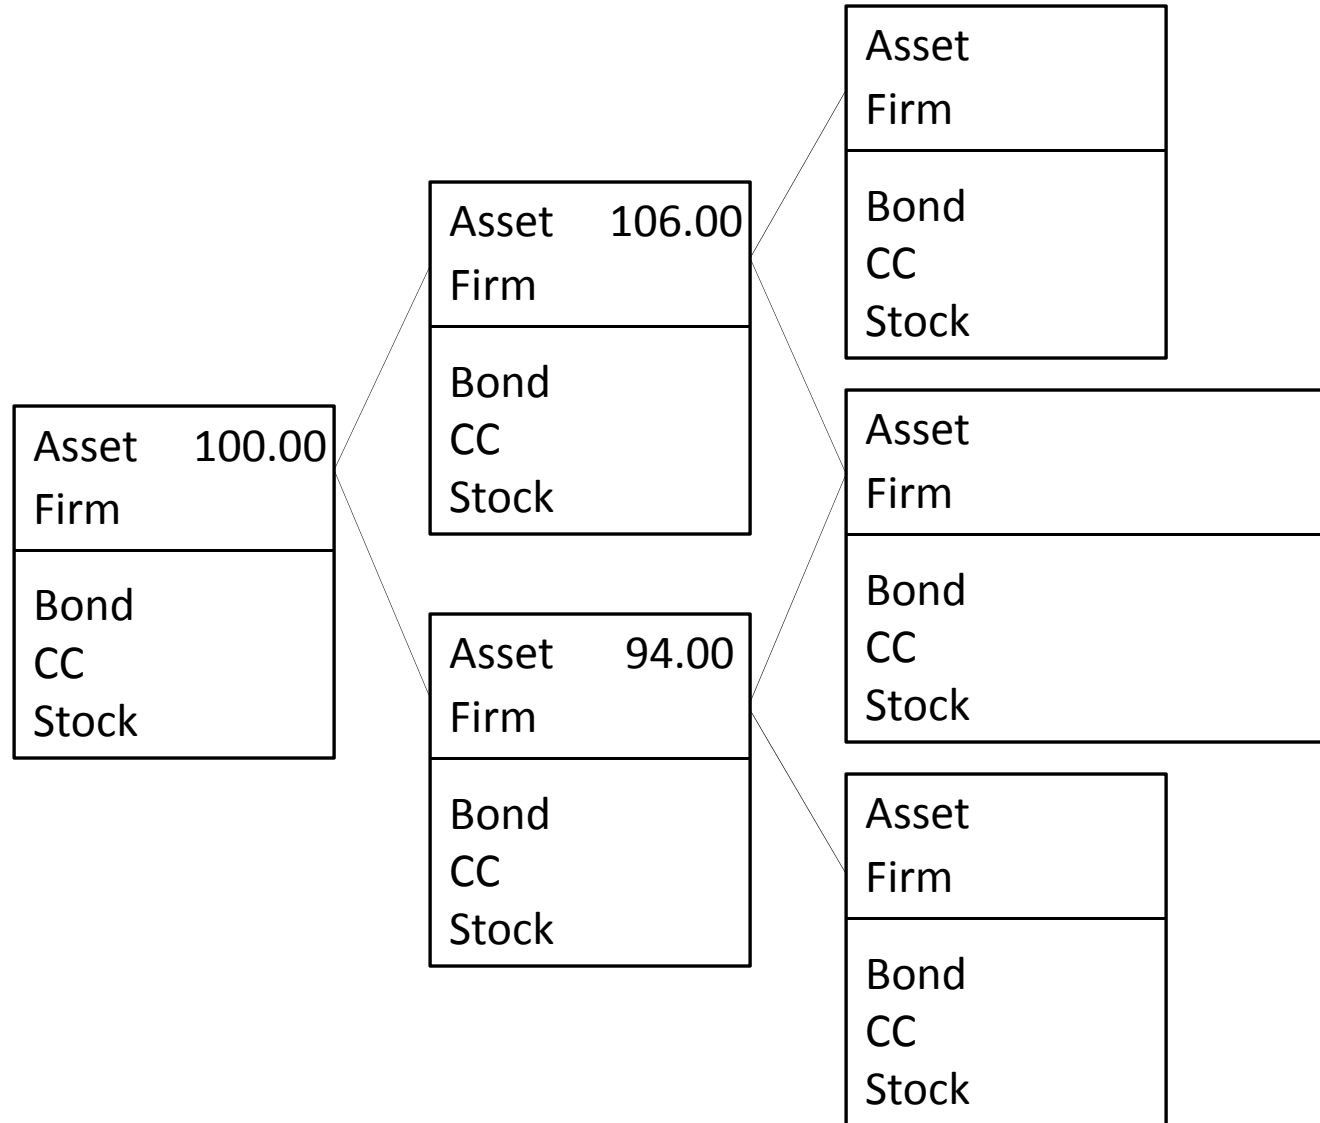 Asset 100.00
Firm
Bond
CC
Stock
Asset 106.00
Firm
Bond
CC
Stock
Asset 94.00
Firm
Bond
CC
Stock
Asset
Firm
Bond
CC
Stock
Asset
Firm
Bond
CC
Stock
Asset
Firm
Bond
CC
Stock